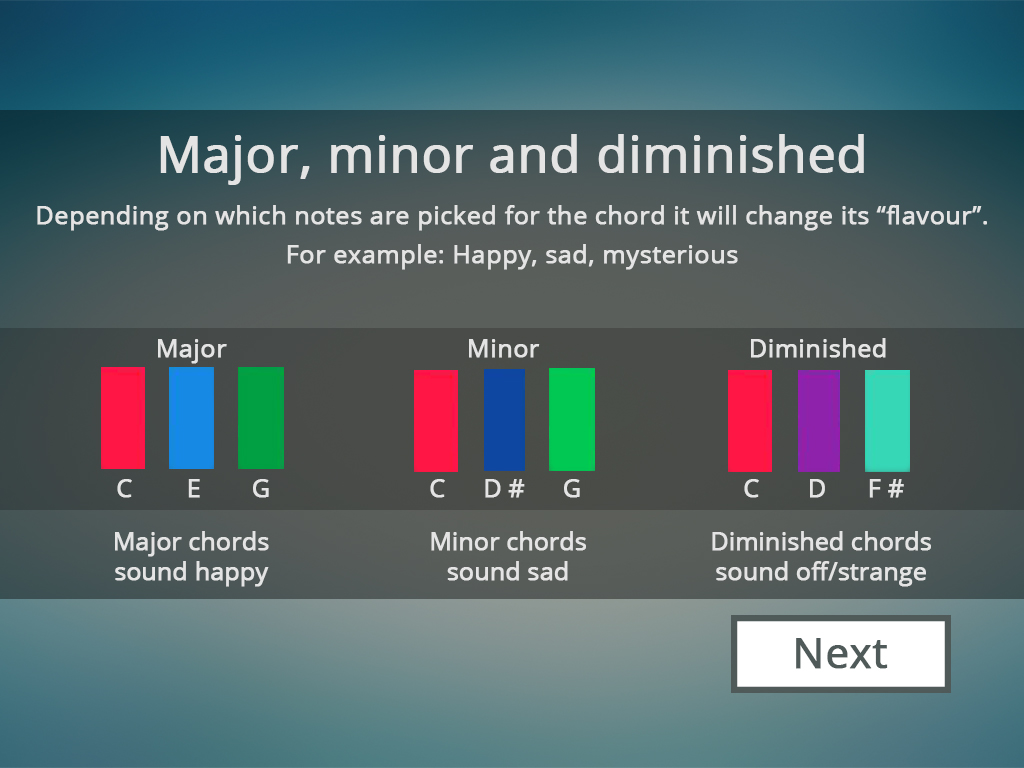 Major, minor and diminished
Depending on which notes are picked for the chord it will change its “flavour”.
For example: Happy, sad, mysterious
Major
Minor
Diminished
C E G
C D # G
C D F #
Major chords
sound happy
Minor chords
sound sad
Diminished chords
sound off/strange
Next